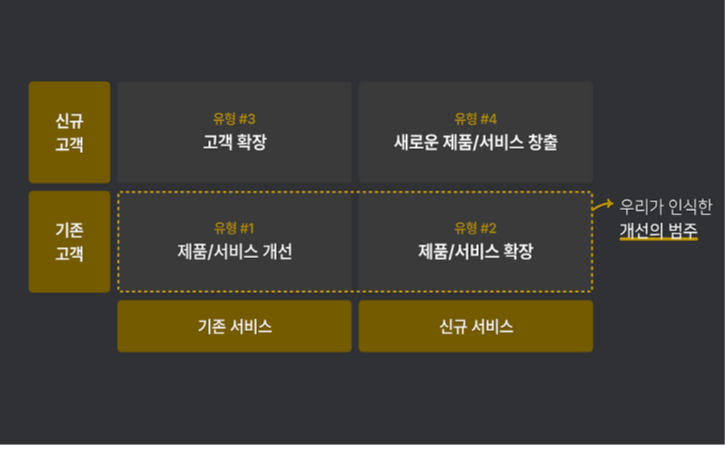 신규
고객
유형 #3
고객 확장
유형 #4
새로운 제품/서비스 창출
기존
고객
유형 #1
제품/서비스 개선
유형 #2
제품/서비스 확장
우리가 인식한
개선의 범주
기존 서비스
신규 서비스